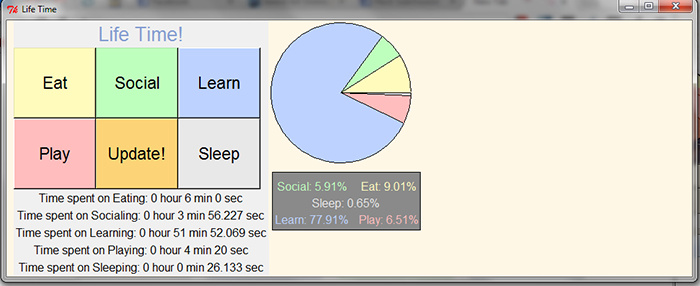 Life Time
Life Time!
Eat Social Learn
Play Update! Sleep
Time spent on Eating: 0 hour 6 min 0 sec
Time spent on Socialing: 0 hour 3 min 56.227 sec
Time spent on Learning: 0 hour 51 min 52.069 sec
Time spent on Playing: 0 hour 4 min 20 sec
Time spent on Sleeping: 0 hour 0 min 26.133 sec
Social: 5.91% Eat: 9.01%
Sleep: 0.65%
Learn: 77.91% Play: 6.51%